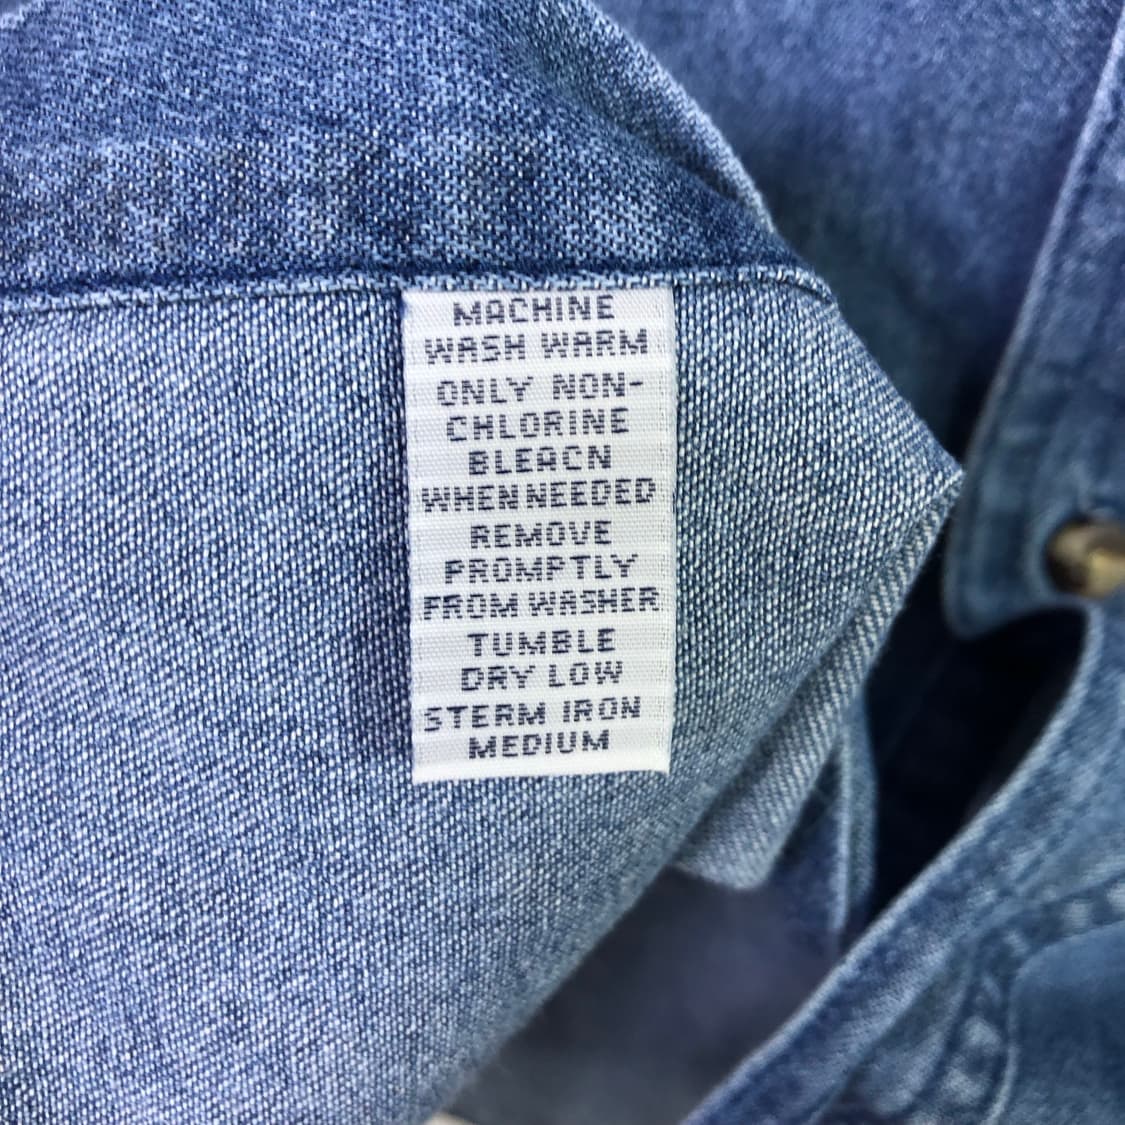 MACHINE
WASH WARM
ONLY NON-
CHLORINE
BLEACN
WHEN NEEDED
REMOVE
PROMPTLY
FROM WASHER
TUMBLE
DRY LOW
STERM IRON
MEDIUM